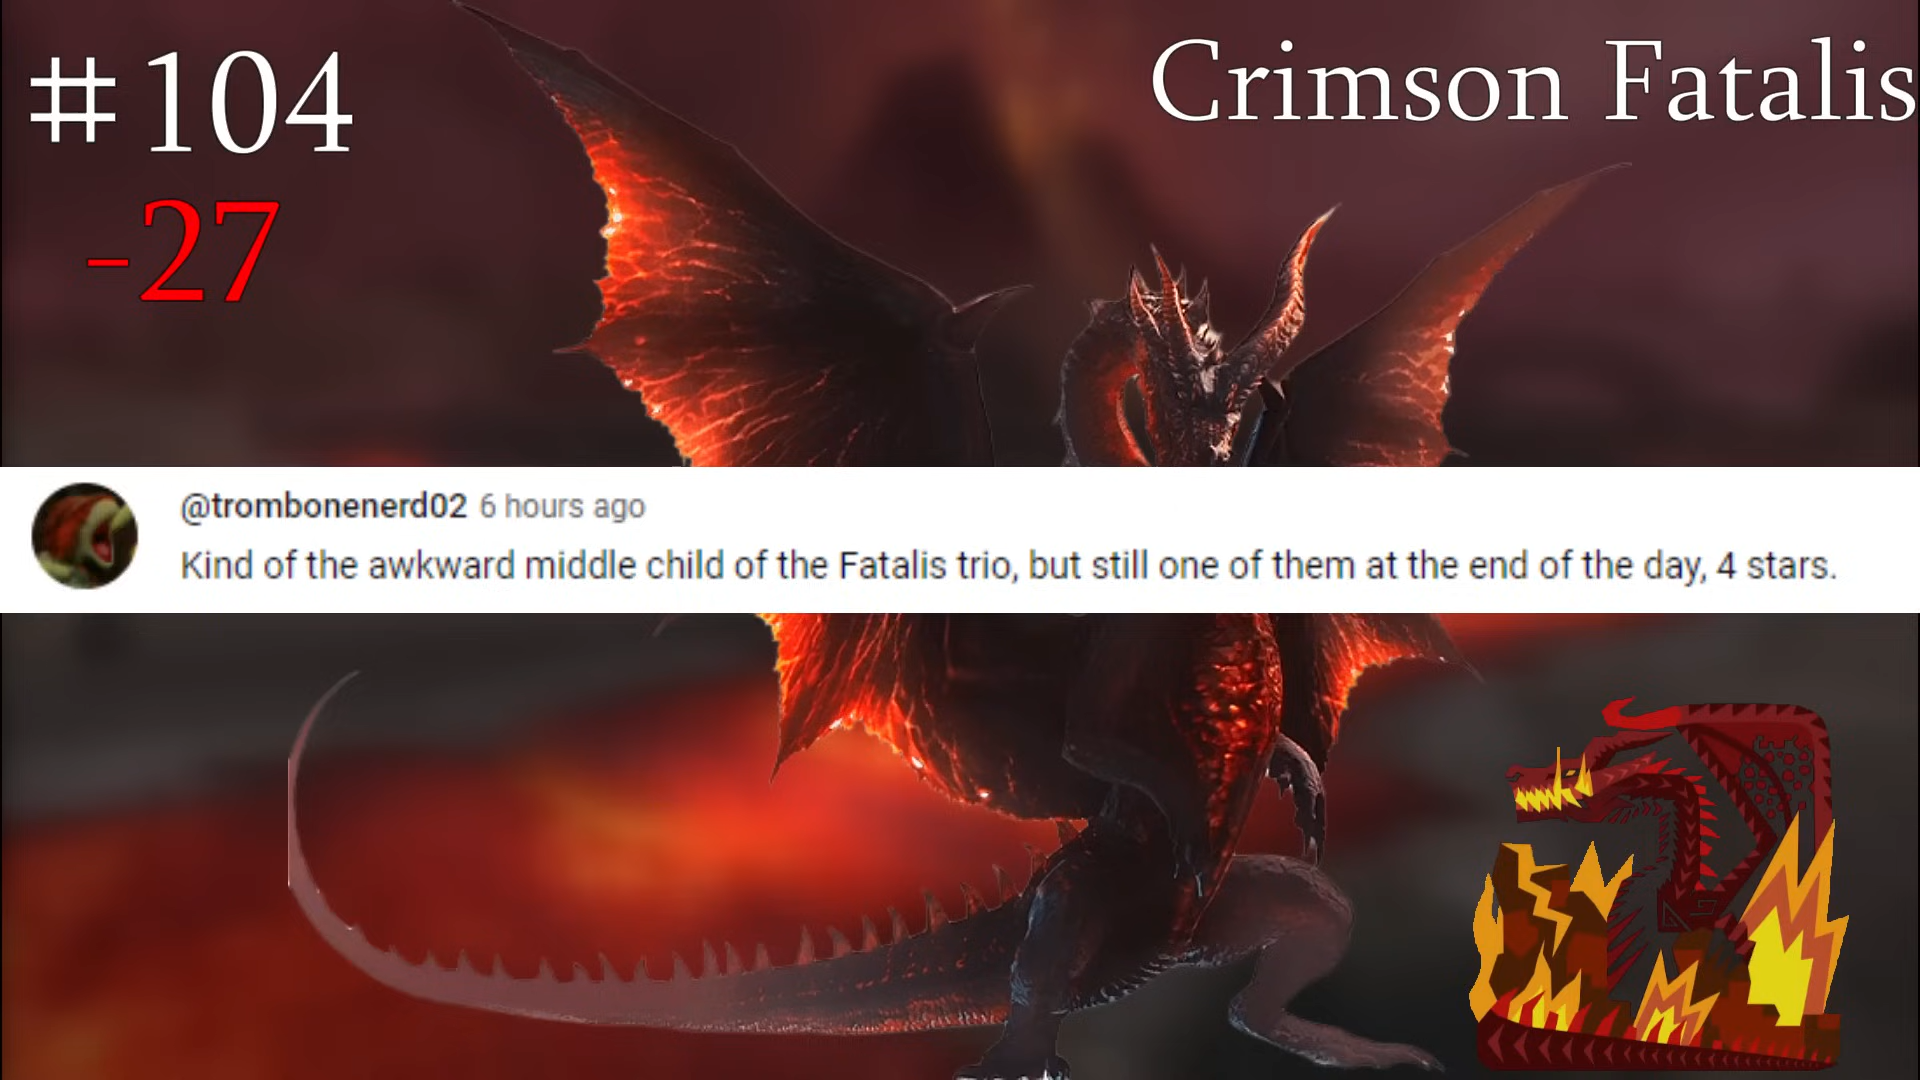 #104
Crimson Fatalis
-27
@trombonenerd02 6 hours ago
Kind of the awkward middle child of the Fatalis trio, but still one of them at the end of the day, 4 stars.